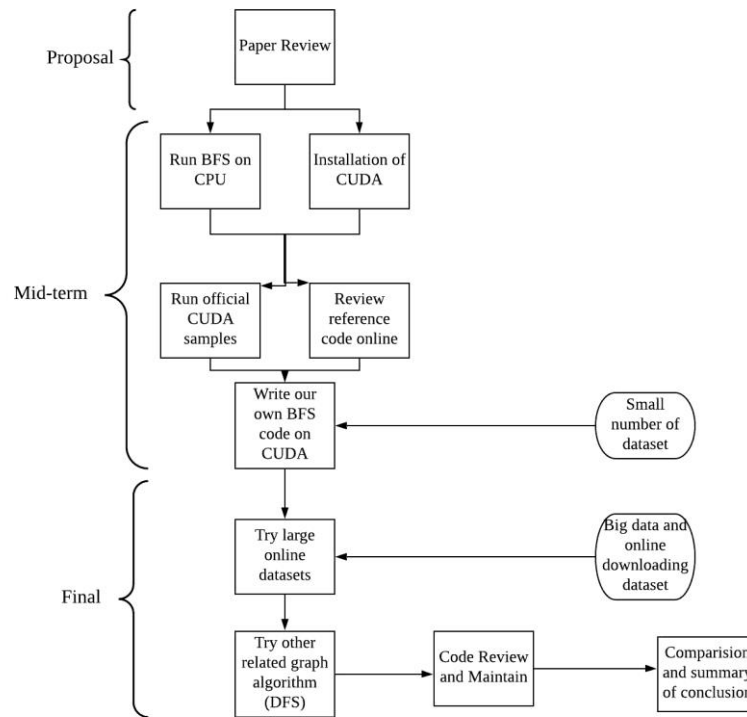 Proposal
Paper Review
Run BFS on
CPU
Installation of
CUDA
Mid-term
Run official
CUDA
samples
Review
reference
code online
Write our
own BFS
code on
CUDA
Small
number of
dataset
Try large
online
datasets
Big data and
online
downloading
dataset
Final
Try other
related graph
algorithm
(DFS)
Code Review
and Maintain
Comparision
and summary
of conclusion